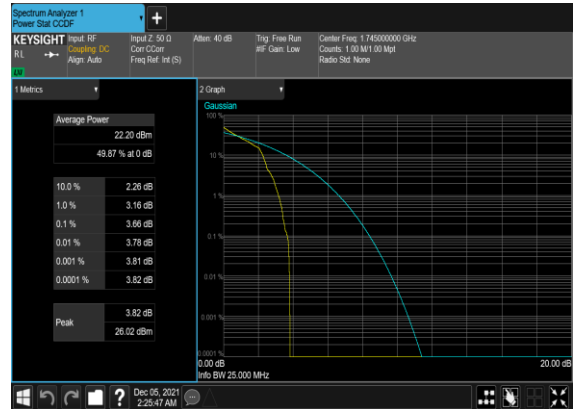 Spectrum Analyzer 1
Power Stat CCDF
+
KEYSIGHT
RL
LW
Input: RF
Coupling: DC
Align: Auto
Input Z: 50 Ω
Corr CCorr
Freq Ref: Int (S)
Atten: 40 dB
Trig: Free Run
#IF Gain: Low
Center Freq: 1.745000000 GHz
Counts: 1.00 M/1.00 Mpt
Radio Std: None
1 Metrics
Average Power
22.20 dBm
49.87 % at 0 dB
10.0 % 2.26 dB
1.0 % 3.16 dB
0.1 % 3.66 dB
0.01 % 3.78 dB
0.001 % 3.81 dB
0.0001 % 3.82 dB
Peak
3.82 dB
26.02 dBm
2 Graph
Gaussian
100 %
10 %
1 %
0.1 %
0.01 %
0.001 %
0.0001 %
0.00 dB
20.00 dB
Info BW 25.000 MHz
?
Dec 05, 2021
2:25:47 AM